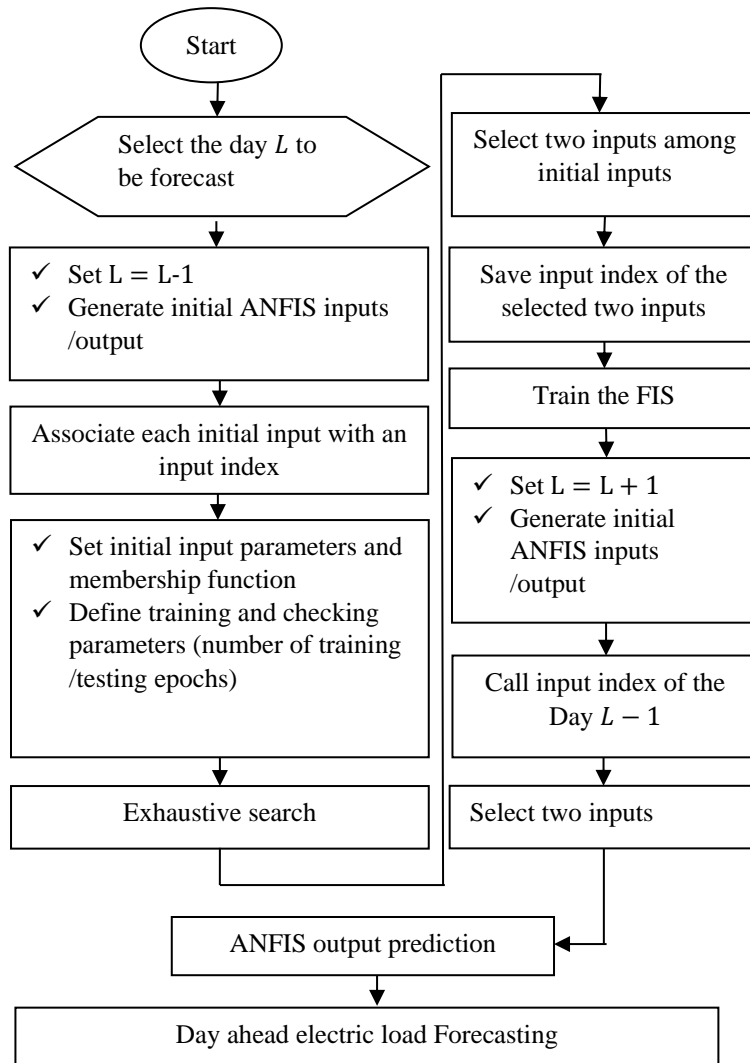 Start
Select the day L to
be forecast
✓ Set L = L-1
✓ Generate initial ANFIS inputs
/output
Associate each initial input with an
input index
✓ Set initial input parameters and
membership function
✓ Define training and checking
parameters (number of training
/testing epochs)
Exhaustive search
Select two inputs among
initial inputs
Save input index of the
selected two inputs
Train the FIS
✓ Set L = L + 1
✓ Generate initial
ANFIS inputs
/output
Call input index of the
Day L − 1
Select two inputs
ANFIS output prediction
Day ahead electric load Forecasting